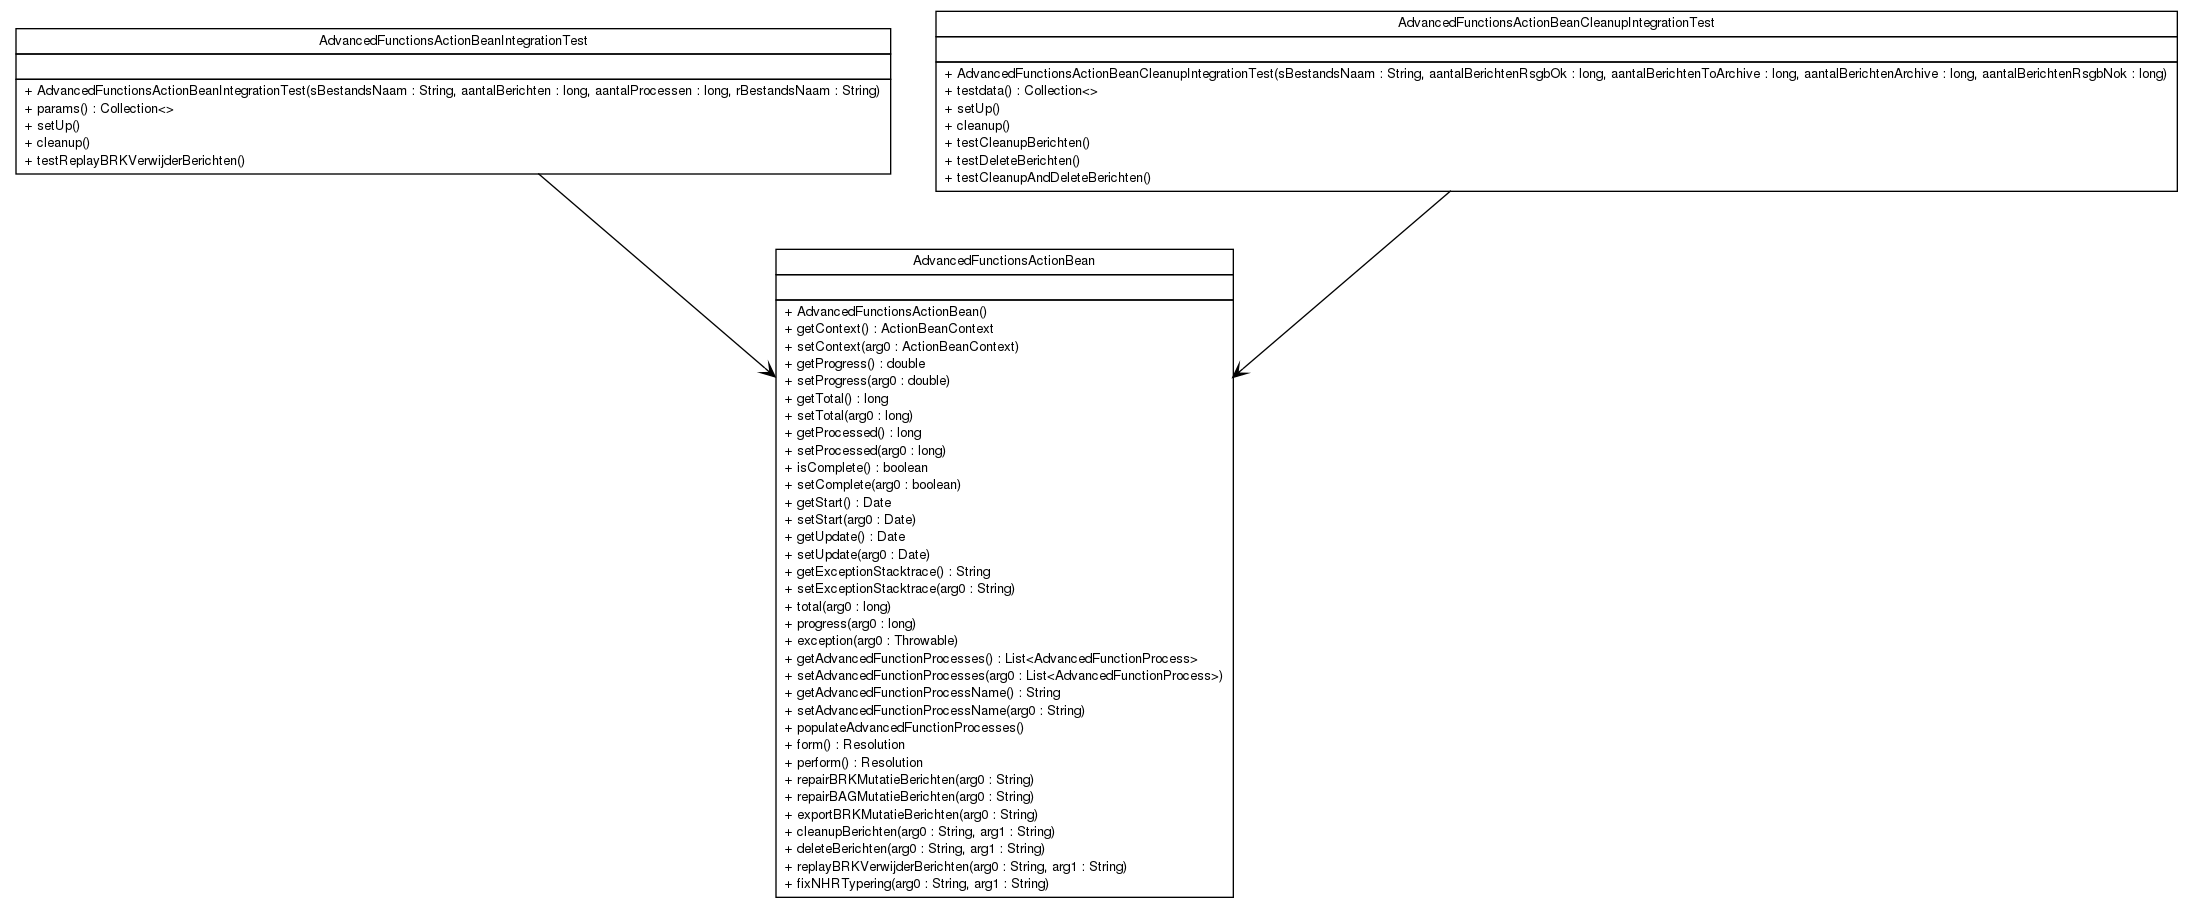 AdvancedFunctionsActionBeanIntegrationTest
+ AdvancedFunctionsActionBeanIntegrationTest(sBestandsNaam : String, aantalBerichten : long, aantalProcessen : long, rBestandsNaam : String)
+ params() : Collection<>
+ setUp()
+ cleanup()
+ testReplayBRKVerwijderBerichten()
AdvancedFunctionsActionBeanCleanupIntegrationTest
+ AdvancedFunctionsActionBeanCleanupIntegrationTest(sBestandsNaam : String, aantalBerichtenRsgbOk : long, aantalBerichtenToArchive : long, aantalBerichtenArchive : long, aantalBerichtenRsgbNok : long)
+ testdata() : Collection<>
+ setUp()
+ cleanup()
+ testCleanupBerichten()
+ testDeleteBerichten()
+ testCleanupAndDeleteBerichten()
AdvancedFunctionsActionBean
+ AdvancedFunctionsActionBean()
+ getContext() : ActionBeanContext
+ setContext(arg0 : ActionBeanContext)
+ getProgress() : double
+ setProgress(arg0 : double)
+ getTotal() : long
+ setTotal(arg0 : long)
+ getProcessed() : long
+ setProcessed(arg0 : long)
+ isComplete() : boolean
+ setComplete(arg0 : boolean)
+ getStart() : Date
+ setStart(arg0 : Date)
+ getUpdate() : Date
+ setUpdate(arg0 : Date)
+ getExceptionStacktrace() : String
+ setExceptionStacktrace(arg0 : String)
+ total(arg0 : long)
+ progress(arg0 : long)
+ exception(arg0 : Throwable)
+ getAdvancedFunctionProcesses() : List<AdvancedFunctionProcess>
+ setAdvancedFunctionProcesses(arg0 : List<AdvancedFunctionProcess>)
+ getAdvancedFunctionProcessName() : String
+ setAdvancedFunctionProcessName(arg0 : String)
+ populateAdvancedFunctionProcesses()
+ form() : Resolution
+ perform() : Resolution
+ repairBRKMutatieBerichten(arg0 : String)
+ repairBAGMutatieBerichten(arg0 : String)
+ exportBRKMutatieBerichten(arg0 : String)
+ cleanupBerichten(arg0 : String, arg1 : String)
+ deleteBerichten(arg0 : String, arg1 : String)
+ replayBRKVerwijderBerichten(arg0 : String, arg1 : String)
+ fixNHRTypering(arg0 : String, arg1 : String)